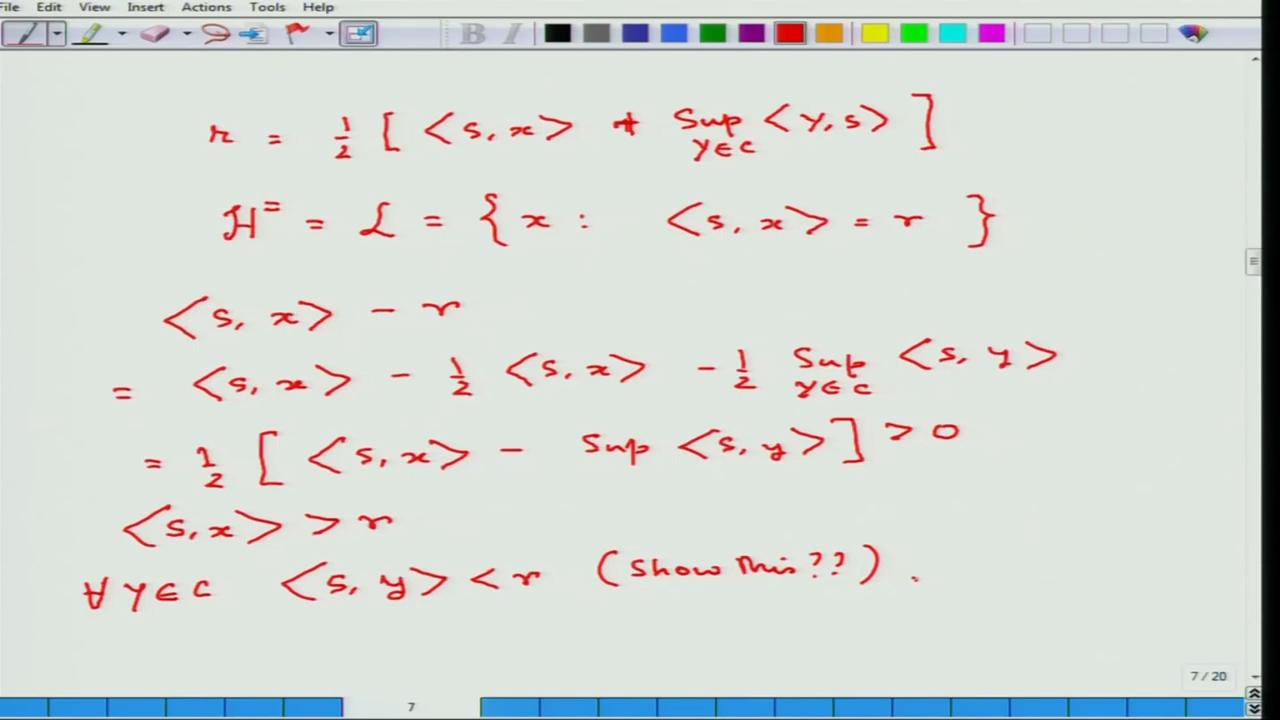 File Edit View Insert Actions Tools Help
B I
r = 1/2 [ <s, x> + Sup <y, s> ]
y∈C
H⁼ = L = { x : <s, x> = r }
<s, x> - r
= <s, x> - 1/2 <s, x> - 1/2 Sup <s, y>
y∈C
= 1/2 [ <s, x> - Sup <s, y> ] > 0
<s, x> > r
∀ y∈C <s, y> < r (show this??).
7 / 20
7